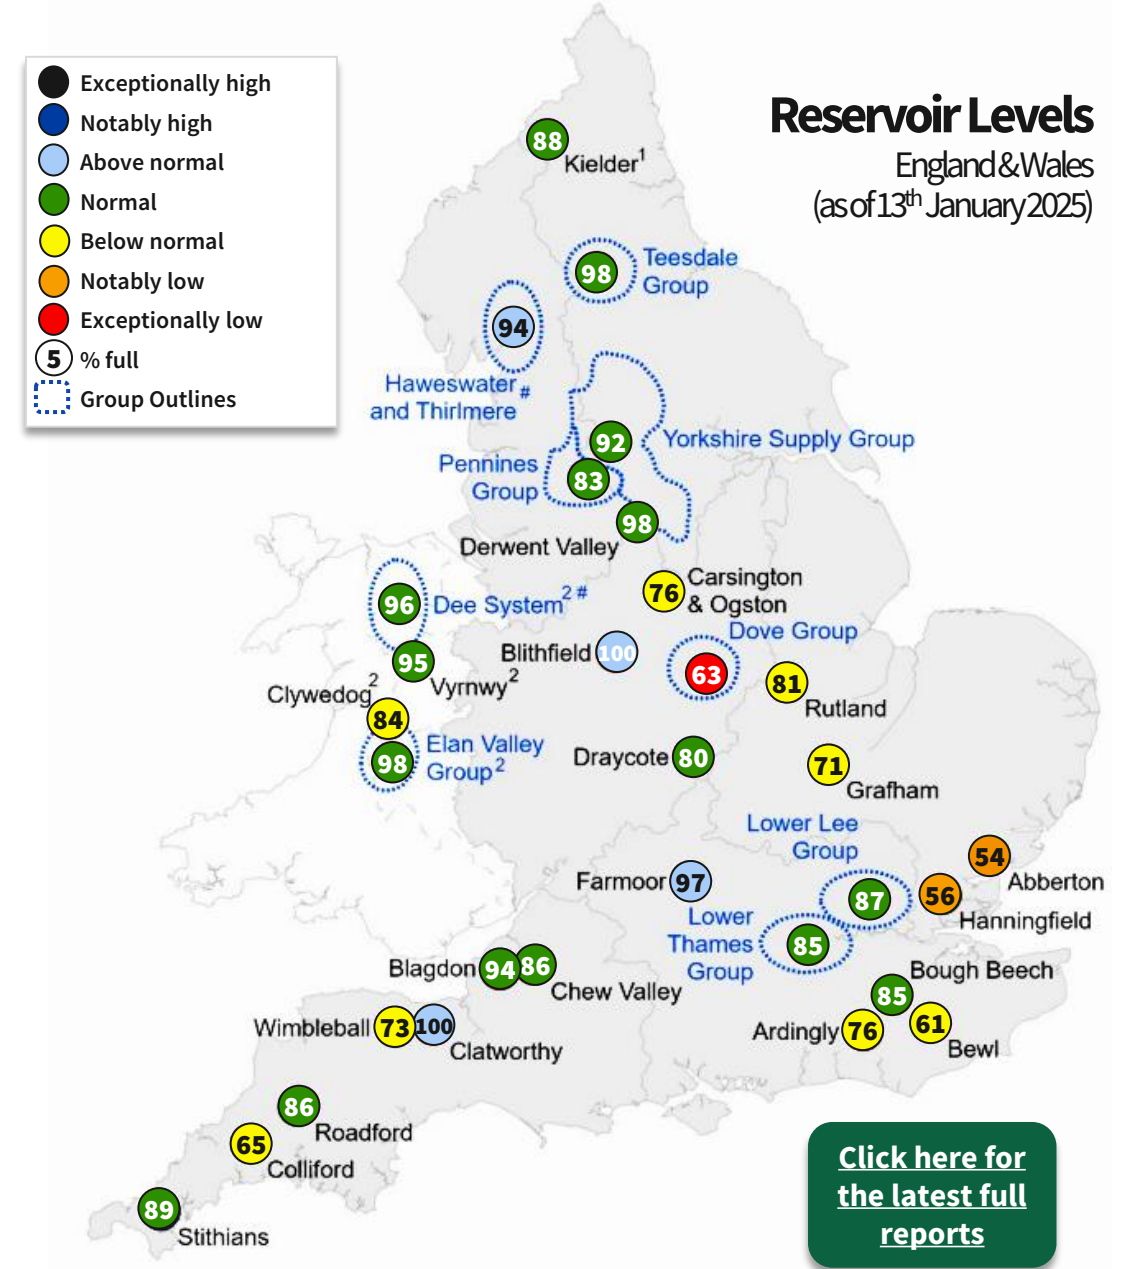 Exceptionally high
Notably high
Above normal
Normal
Below normal
Notably low
Exceptionally low
5 % full
Group Outlines
Reservoir Levels
England & Wales
(as of 13th January 2025)
88
Kielder1
98
Teesdale
Group
94
Haweswater #
and Thirlmere
92
Yorkshire Supply Group
Pennines
Group
83
98
Derwent Valley
76
Carsington
& Ogston
96
Dee System2 #
Dove Group
63
Blithfield
100
95
Vyrnwy2
81
Rutland
Clywedog2
84
98
Elan Valley
Group2
Draycote
80
71
Grafham
Lower Lee
Group
87
54
Abberton
56
Hanningfield
Farmoor
97
Lower
Thames
Group
85
Blagdon
94
86
Chew Valley
Bough Beech
85
Wimbleball
73
100
Clatworthy
Ardingly
76
61
Bewl
86
Roadford
65
Colliford
89
Stithians
Click here for
the latest full
reports